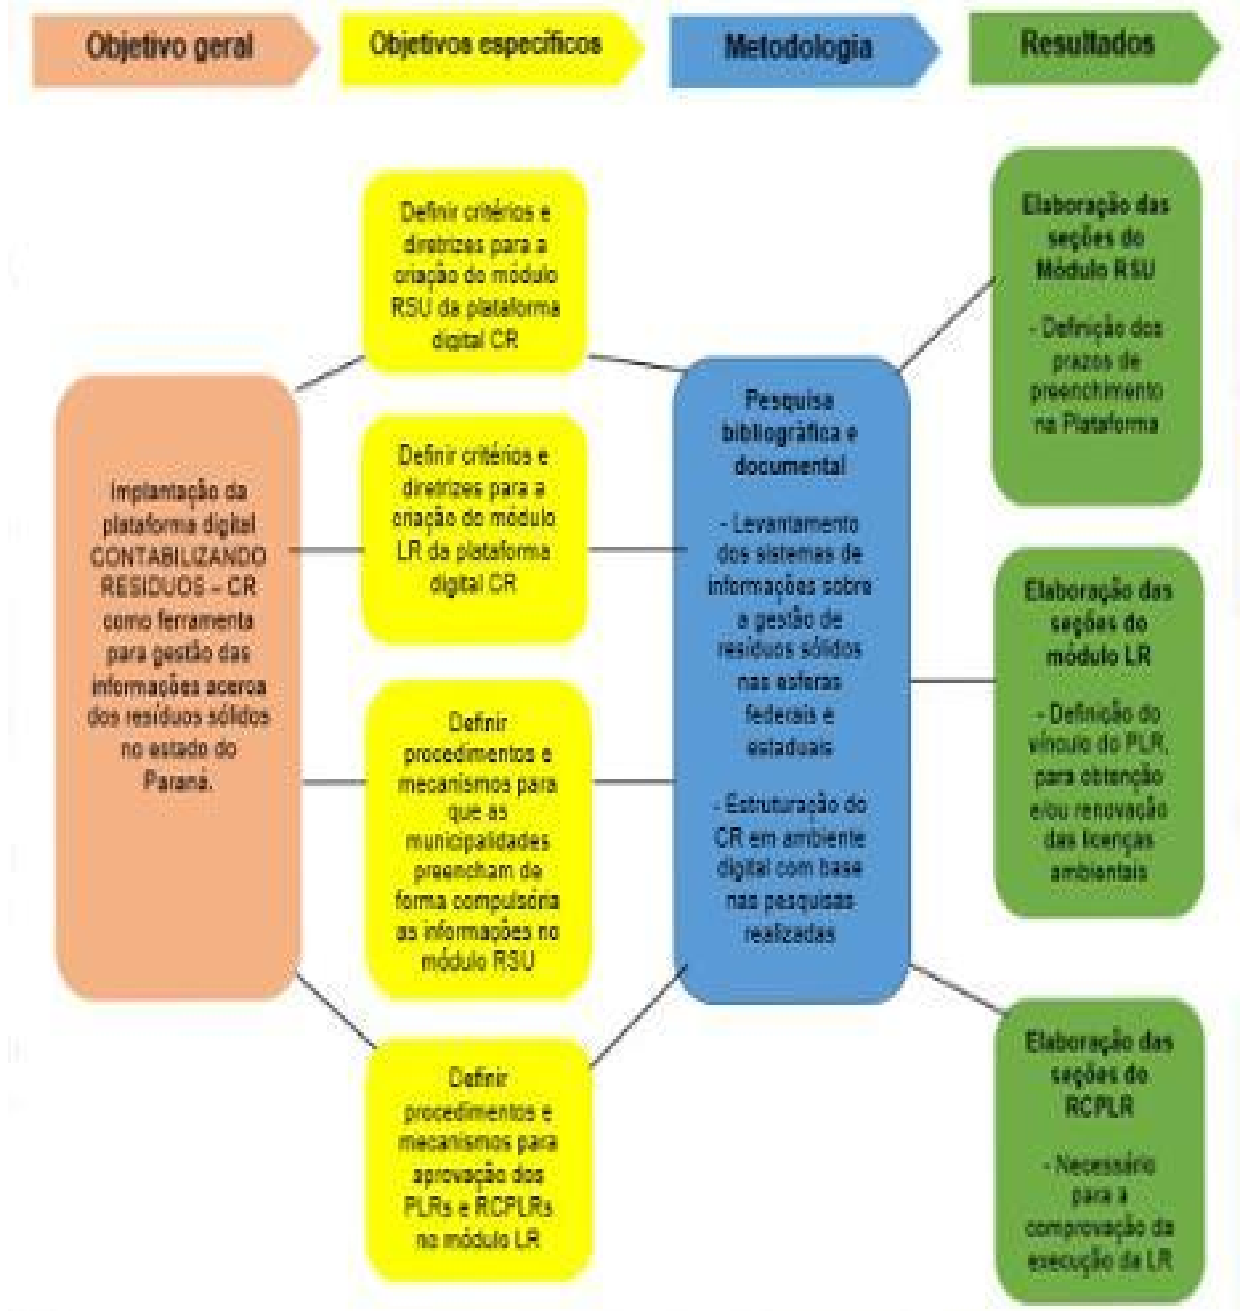 Objetivo geral
Objetivos específicos
Metodologia
Resultados
Implantação da
plataforma digital
CONTABILIZANDO
RESIDUOS – CR
como ferramenta
para gestão das
informações acerca
dos resíduos sólidos
no estado do
Paraná.
Definir critérios e
diretrizes para a
criação do módulo
RSU da plataforma
digital CR
Definir critérios e
diretrizes para a
criação do módulo
LR da plataforma
digital CR
Definir
procedimentos e
mecanismos para
que as
municipalidades
preencham de
forma compulsória
as informações no
módulo RSU
Definir
procedimentos e
mecanismos para
aprovação dos
PLRs e RCPLRs
no módulo LR
Pesquisa
bibliográfica e
documental
- Levantamento
dos sistemas de
informações sobre
a gestão de
resíduos sólidos
nas esferas
federais e
estaduais
- Estruturação do
CR em ambiente
digital com base
nas pesquisas
realizadas
Elaboração das
seções do
Módulo RSU
- Definição dos
prazos de
preenchimento
na Plataforma
Elaboração das
seções do
módulo LR
- Definição do
vínculo do PLR,
para obtenção
e/ou renovação
das licenças
ambientais
Elaboração das
seções do
RCPLR
- Necessário
para a
comprovação da
execução da LR